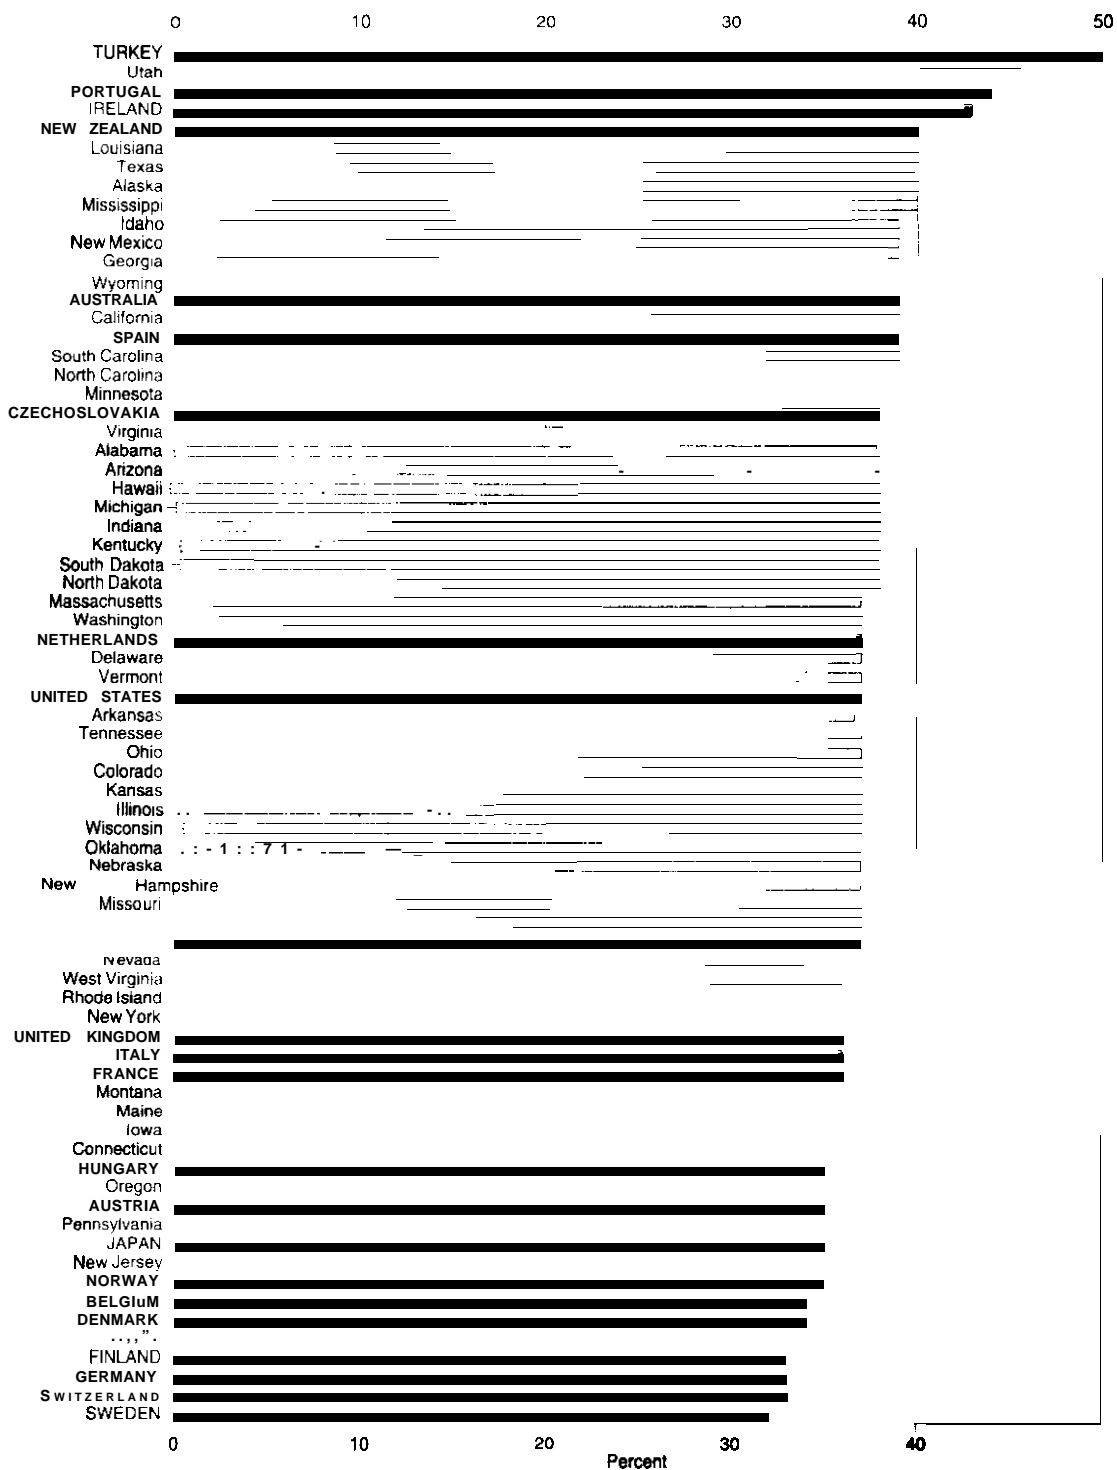 0 10 20 30 40 50
TURKEY
Utah
PORTUGAL
IRELAND
NEW ZEALAND
Louisiana
Texas
Alaska
Mississippi
Idaho
New Mexico
Georgia
Wyoming
AUSTRALIA
California
SPAIN
South Carolina
North Carolina
Minnesota
CZECHOSLOVAKIA
Virginia
Alabama
Arizona
Hawaii
Michigan
Indiana
Kentucky
South Dakota
North Dakota
Massachusetts
Washington
NETHERLANDS
Delaware
Vermont
UNITED STATES
Arkansas
Tennessee
Ohio
Colorado
Kansas
Illinois
Wisconsin
Oklahoma . : - 1 : : 7 1 -
Nebraska
New Hampshire
Missouri
Nevada
West Virginia
Rhode Island
New York
UNITED KINGDOM
ITALY
FRANCE
Montana
Maine
Iowa
Connecticut
HUNGARY
Oregon
AUSTRIA
Pennsylvania
JAPAN
New Jersey
NORWAY
BELGIuM
DENMARK
FINLAND
GERMANY
SWITZERLAND
SWEDEN
0 10 20 30 40
Percent